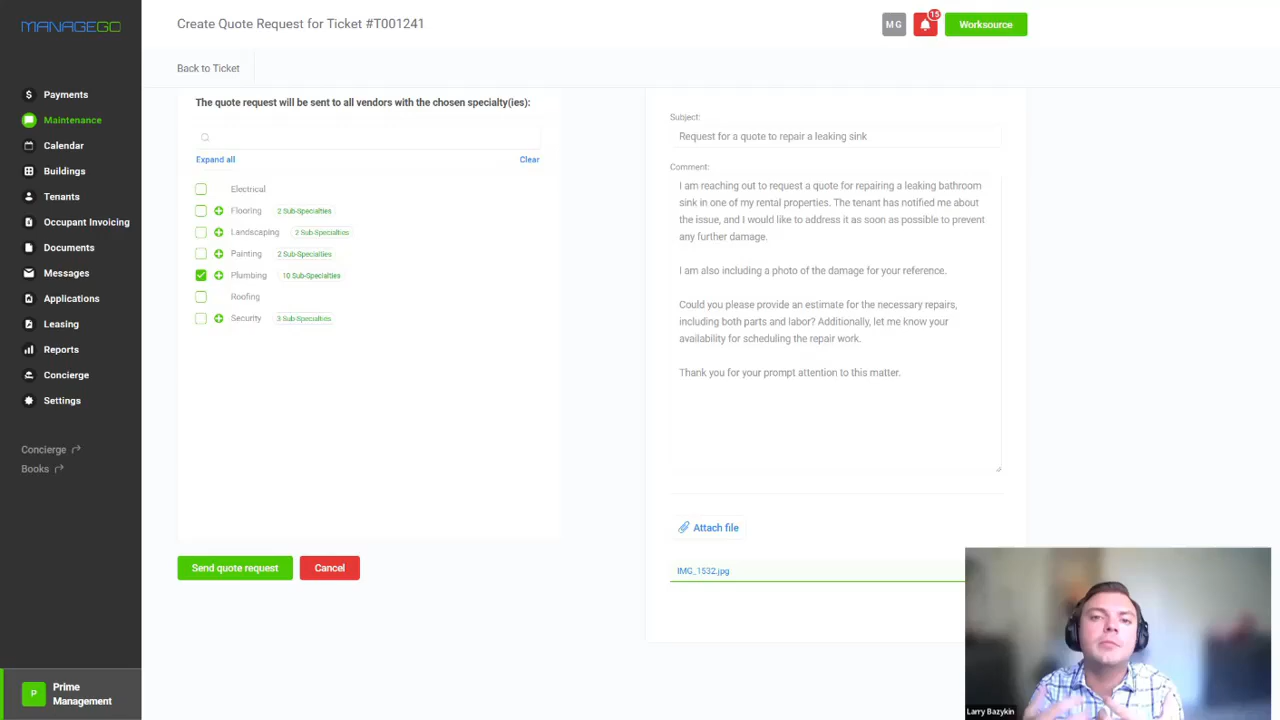 MANAGEGO
Create Quote Request for Ticket #T001241
MG
15
Worksource
Back to Ticket
Payments
Maintenance
Calendar
Buildings
Tenants
Occupant Invoicing
Documents
Messages
Applications
Leasing
Reports
Concierge
Settings
Concierge
Books
P
Prime
Management
The quote request will be sent to all vendors with the chosen specialty(ies):
Expand all
Clear
Electrical
Flooring 2 Sub-Specialties
Landscaping 2 Sub-Specialties
Painting 2 Sub-Specialties
Plumbing 10 Sub-Specialties
Roofing
Security 3 Sub-Specialties
Send quote request
Cancel
Subject:
Request for a quote to repair a leaking sink
Comment:
I am reaching out to request a quote for repairing a leaking bathroom
sink in one of my rental properties. The tenant has notified me about
the issue, and I would like to address it as soon as possible to prevent
any further damage.
I am also including a photo of the damage for your reference.
Could you please provide an estimate for the necessary repairs,
including both parts and labor? Additionally, let me know your
availability for scheduling the repair work.
Thank you for your prompt attention to this matter.
Attach file
IMG_1532.jpg
Larry Bazykin